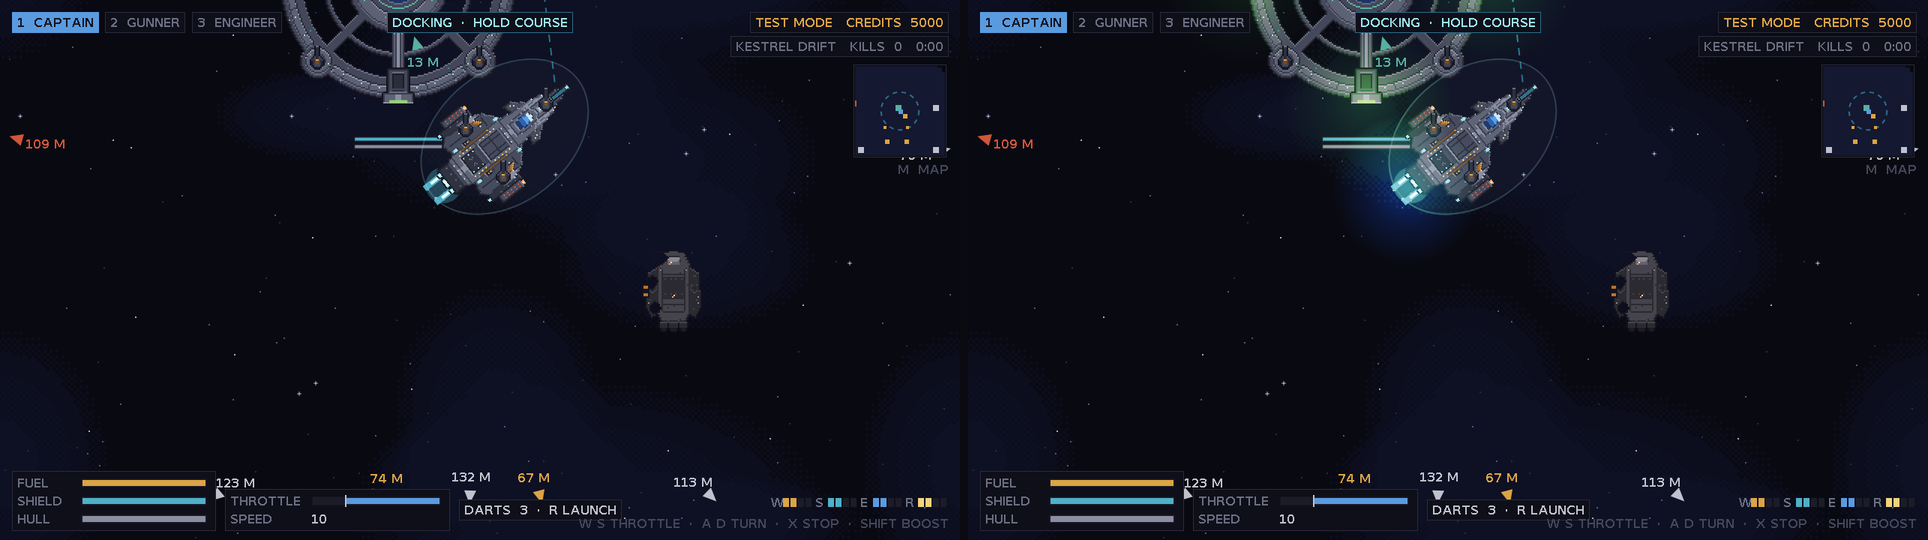 1 CAPTAIN 2 GUNNER 3 ENGINEER
DOCKING · HOLD COURSE
TEST MODE CREDITS 5000
KESTREL DRIFT KILLS 0 0:00
13 M
109 M
M MAP
123 M
74 M
132 M
67 M
113 M
FUEL
SHIELD
HULL
THROTTLE
SPEED 10
DARTS 3 · R LAUNCH
W S E R
W S THROTTLE · A D TURN · X STOP · SHIFT BOOST
1 CAPTAIN 2 GUNNER 3 ENGINEER
DOCKING · HOLD COURSE
TEST MODE CREDITS 5000
KESTREL DRIFT KILLS 0 0:00
13 M
109 M
M MAP
123 M
74 M
132 M
67 M
113 M
FUEL
SHIELD
HULL
THROTTLE
SPEED 10
DARTS 3 · R LAUNCH
W S E R
W S THROTTLE · A D TURN · X STOP · SHIFT BOOST